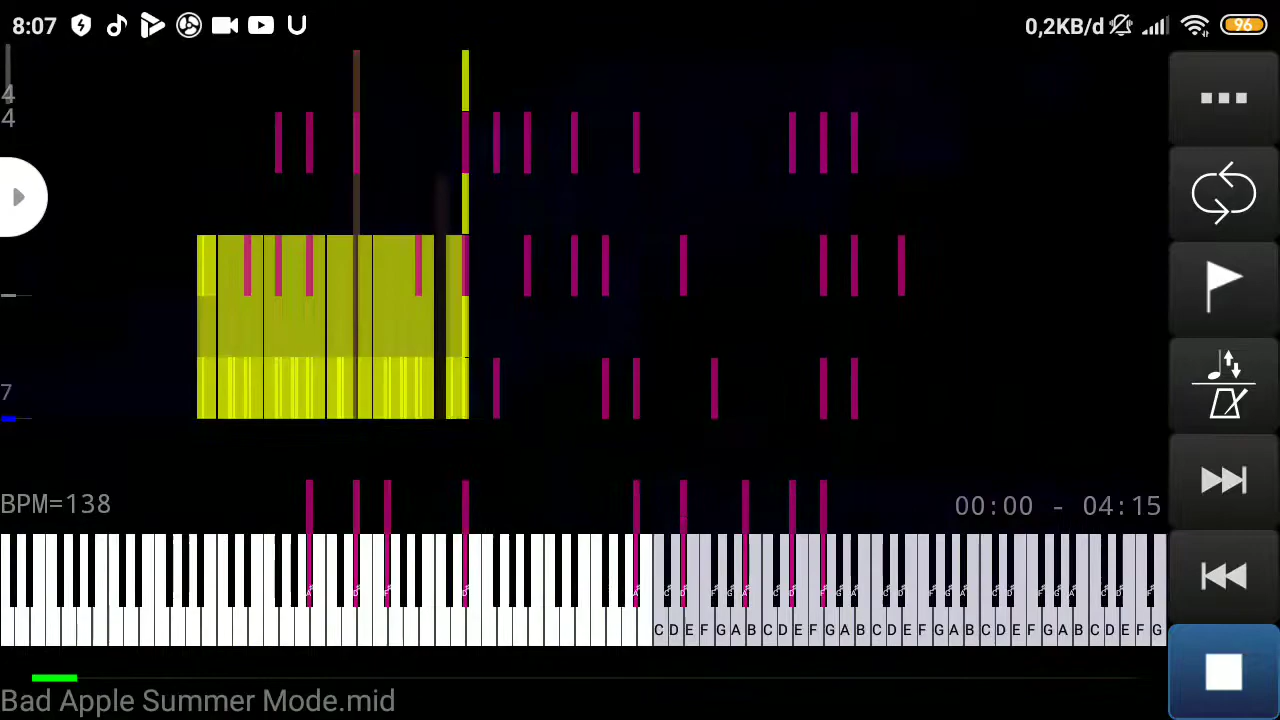 8:07
0,2KB/d
96
4
4
7
BPM=138
00:00 - 04:15
C D E F G A B C D E F G A B C D E F G A B C D E F G A B C D E F G
Bad Apple Summer Mode.mid